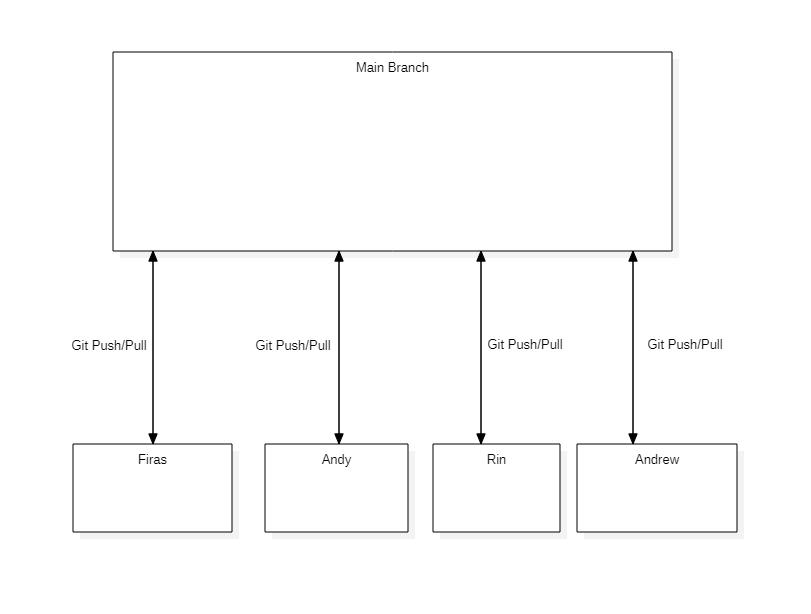 Main Branch
Git Push/Pull
Git Push/Pull
Git Push/Pull
Git Push/Pull
Firas
Andy
Rin
Andrew